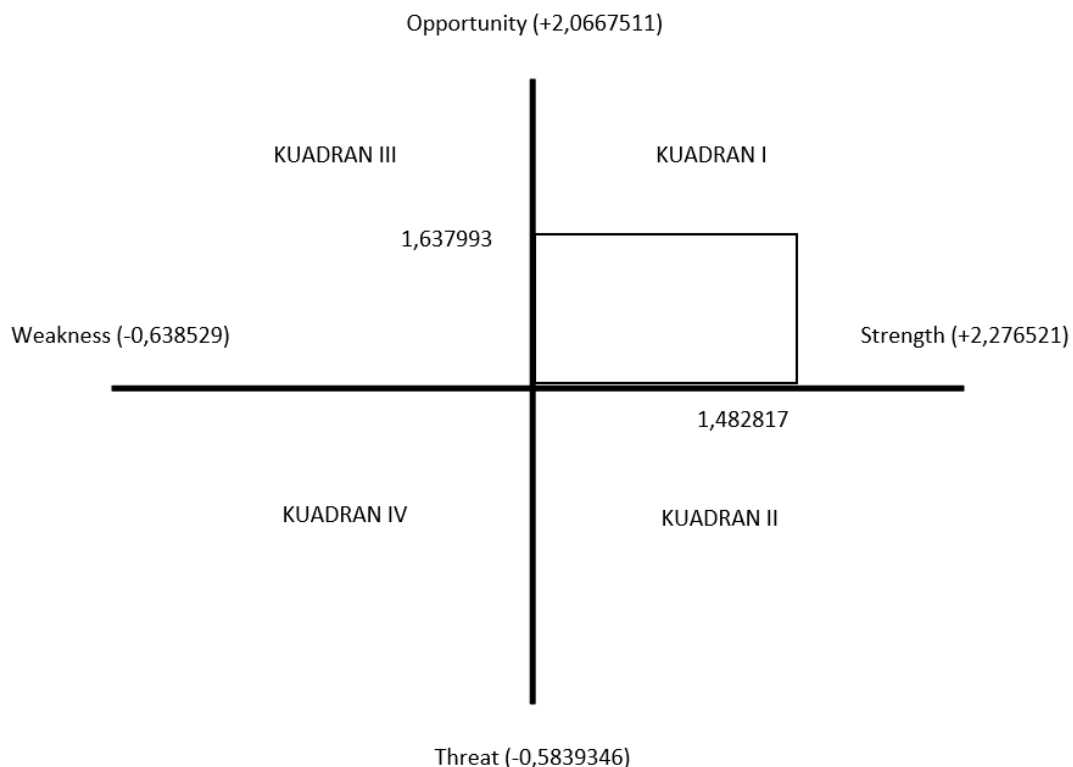 Opportunity (+2,0667511)
KUADRAN III
KUADRAN I
1,637993
Weakness (-0,638529)
Strength (+2,276521)
1,482817
KUADRAN IV
KUADRAN II
Threat (-0,5839346)